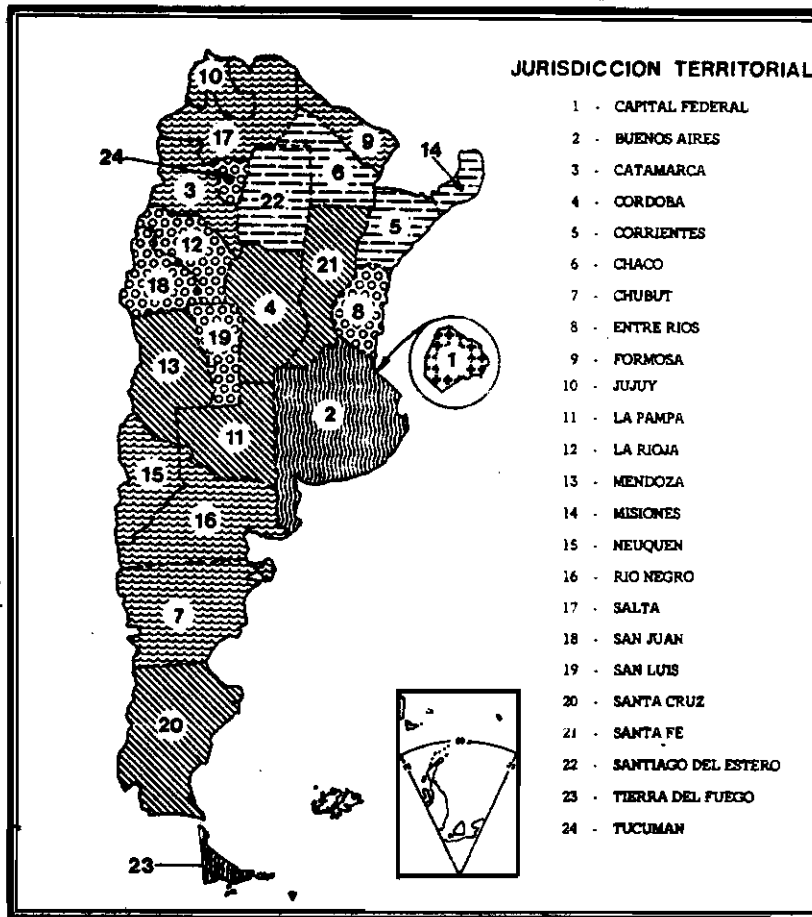 JURISDICCION TERRITORIAL
1 - CAPITAL FEDERAL
2 - BUENOS AIRES
3 - CATAMARCA
4 - CORDOBA
5 - CORRIENTES
6 - CHACO
7 - CHUBUT
8 - ENTRE RIOS
9 - FORMOSA
10 - JUJUY
11 - LA PAMPA
12 - LA RIOJA
13 - MENDOZA
14 - MISIONES
15 - NEUQUEN
16 - RIO NEGRO
17 - SALTA
18 - SAN JUAN
19 - SAN LUIS
20 - SANTA CRUZ
21 - SANTA FE
22 - SANTIAGO DEL ESTERO
23 - TIERRA DEL FUEGO
24 - TUCUMAN
10
17
9
24
14
3
6
22
12
5
21
18
4
8
19
1
13
2
11
15
16
7
20
23